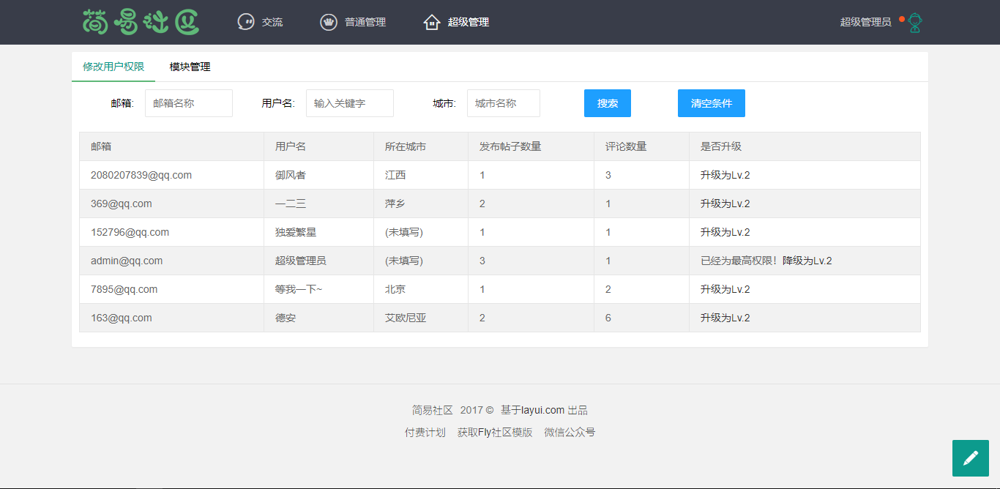 简易社区 交流 普通管理 超级管理 超级管理员
修改用户权限 模块管理
邮箱: 邮箱名称 用户名: 输入关键字 城市: 城市名称 搜索 清空条件
邮箱 用户名 所在城市 发布帖子数量 评论数量 是否升级
2080207839@qq.com 御风者 江西 1 3 升级为Lv.2
369@qq.com 一二三 萍乡 2 1 升级为Lv.2
152796@qq.com 独爱繁星 (未填写) 1 1 升级为Lv.2
admin@qq.com 超级管理员 (未填写) 3 1 已经为最高权限！降级为Lv.2
7895@qq.com 等我一下~ 北京 1 2 升级为Lv.2
163@qq.com 德安 艾欧尼亚 2 6 升级为Lv.2
简易社区 2017 © 基于layui.com 出品
付费计划 获取Fly社区模版 微信公众号